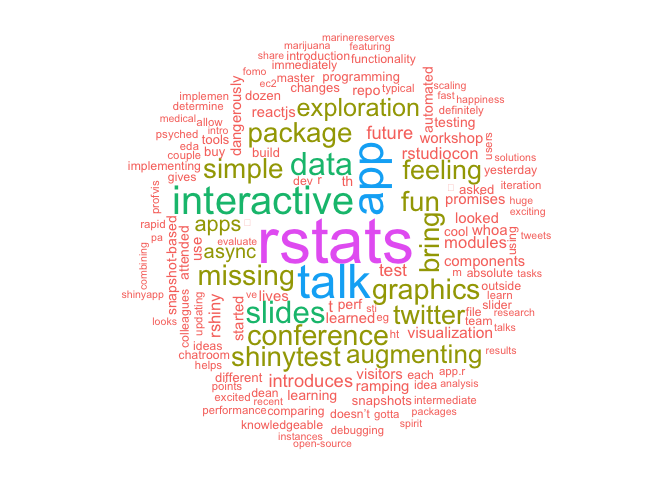 marinereserves
marijuana featuring
share introduction functionality
fomo immediately
ec2 master programming
implemen dozen changes repo typical scaling
determine dangerously reactjs exploration automated fast happiness
medical allow definitely
psyched intro package future testing
eda tools workshop users
couple buy build simple data app rstudiocon solutions
implementing gives feeling yesterday
dev r th
profvis interactive fun asked iteration
promises huge
rapid snapshot-based attended use apps bring looked exciting
pa cool whoa using tweets
combining async evaluate rstats modules
components
shinyapp missing talk test m absolute tasks
colleagues updating rshiny started ve lives graphics outside learn
slides t perf sti twitter file slider
looks learned eg team research
ideas conference ht visualization talks
chatroom shinytest augmenting results
helps
different introduces visitors each app.r
points ramping idea analysis
excited dean learning snapshots intermediate
recent
performance comparing doesn't gotta packages
knowledgeable spirit
instances debugging
open-source